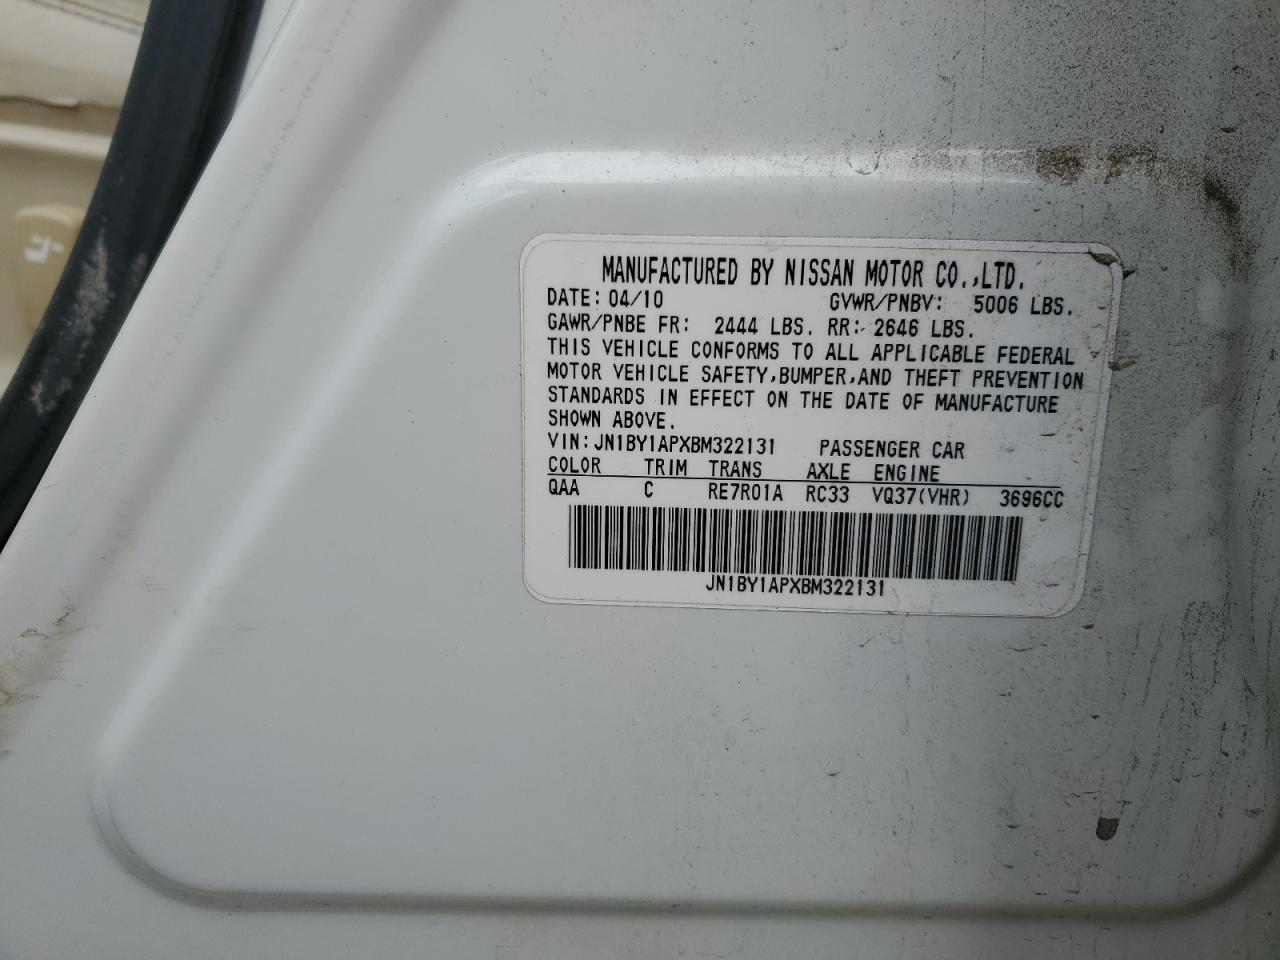 MANUFACTURED BY NISSAN MOTOR CO.,LTD.
DATE: 04/10 GVWR/PNBV: 5006 LBS.
GAWR/PNBE FR: 2444 LBS. RR: 2646 LBS.
THIS VEHICLE CONFORMS TO ALL APPLICABLE FEDERAL
MOTOR VEHICLE SAFETY,BUMPER,AND THEFT PREVENTION
STANDARDS IN EFFECT ON THE DATE OF MANUFACTURE
SHOWN ABOVE.
VIN:JN1BY1APXBM322131 PASSENGER CAR
COLOR TRIM TRANS AXLE ENGINE
QAA C RE7R01A RC33 VQ37(VHR) 3696CC
JN1BY1APXBM322131